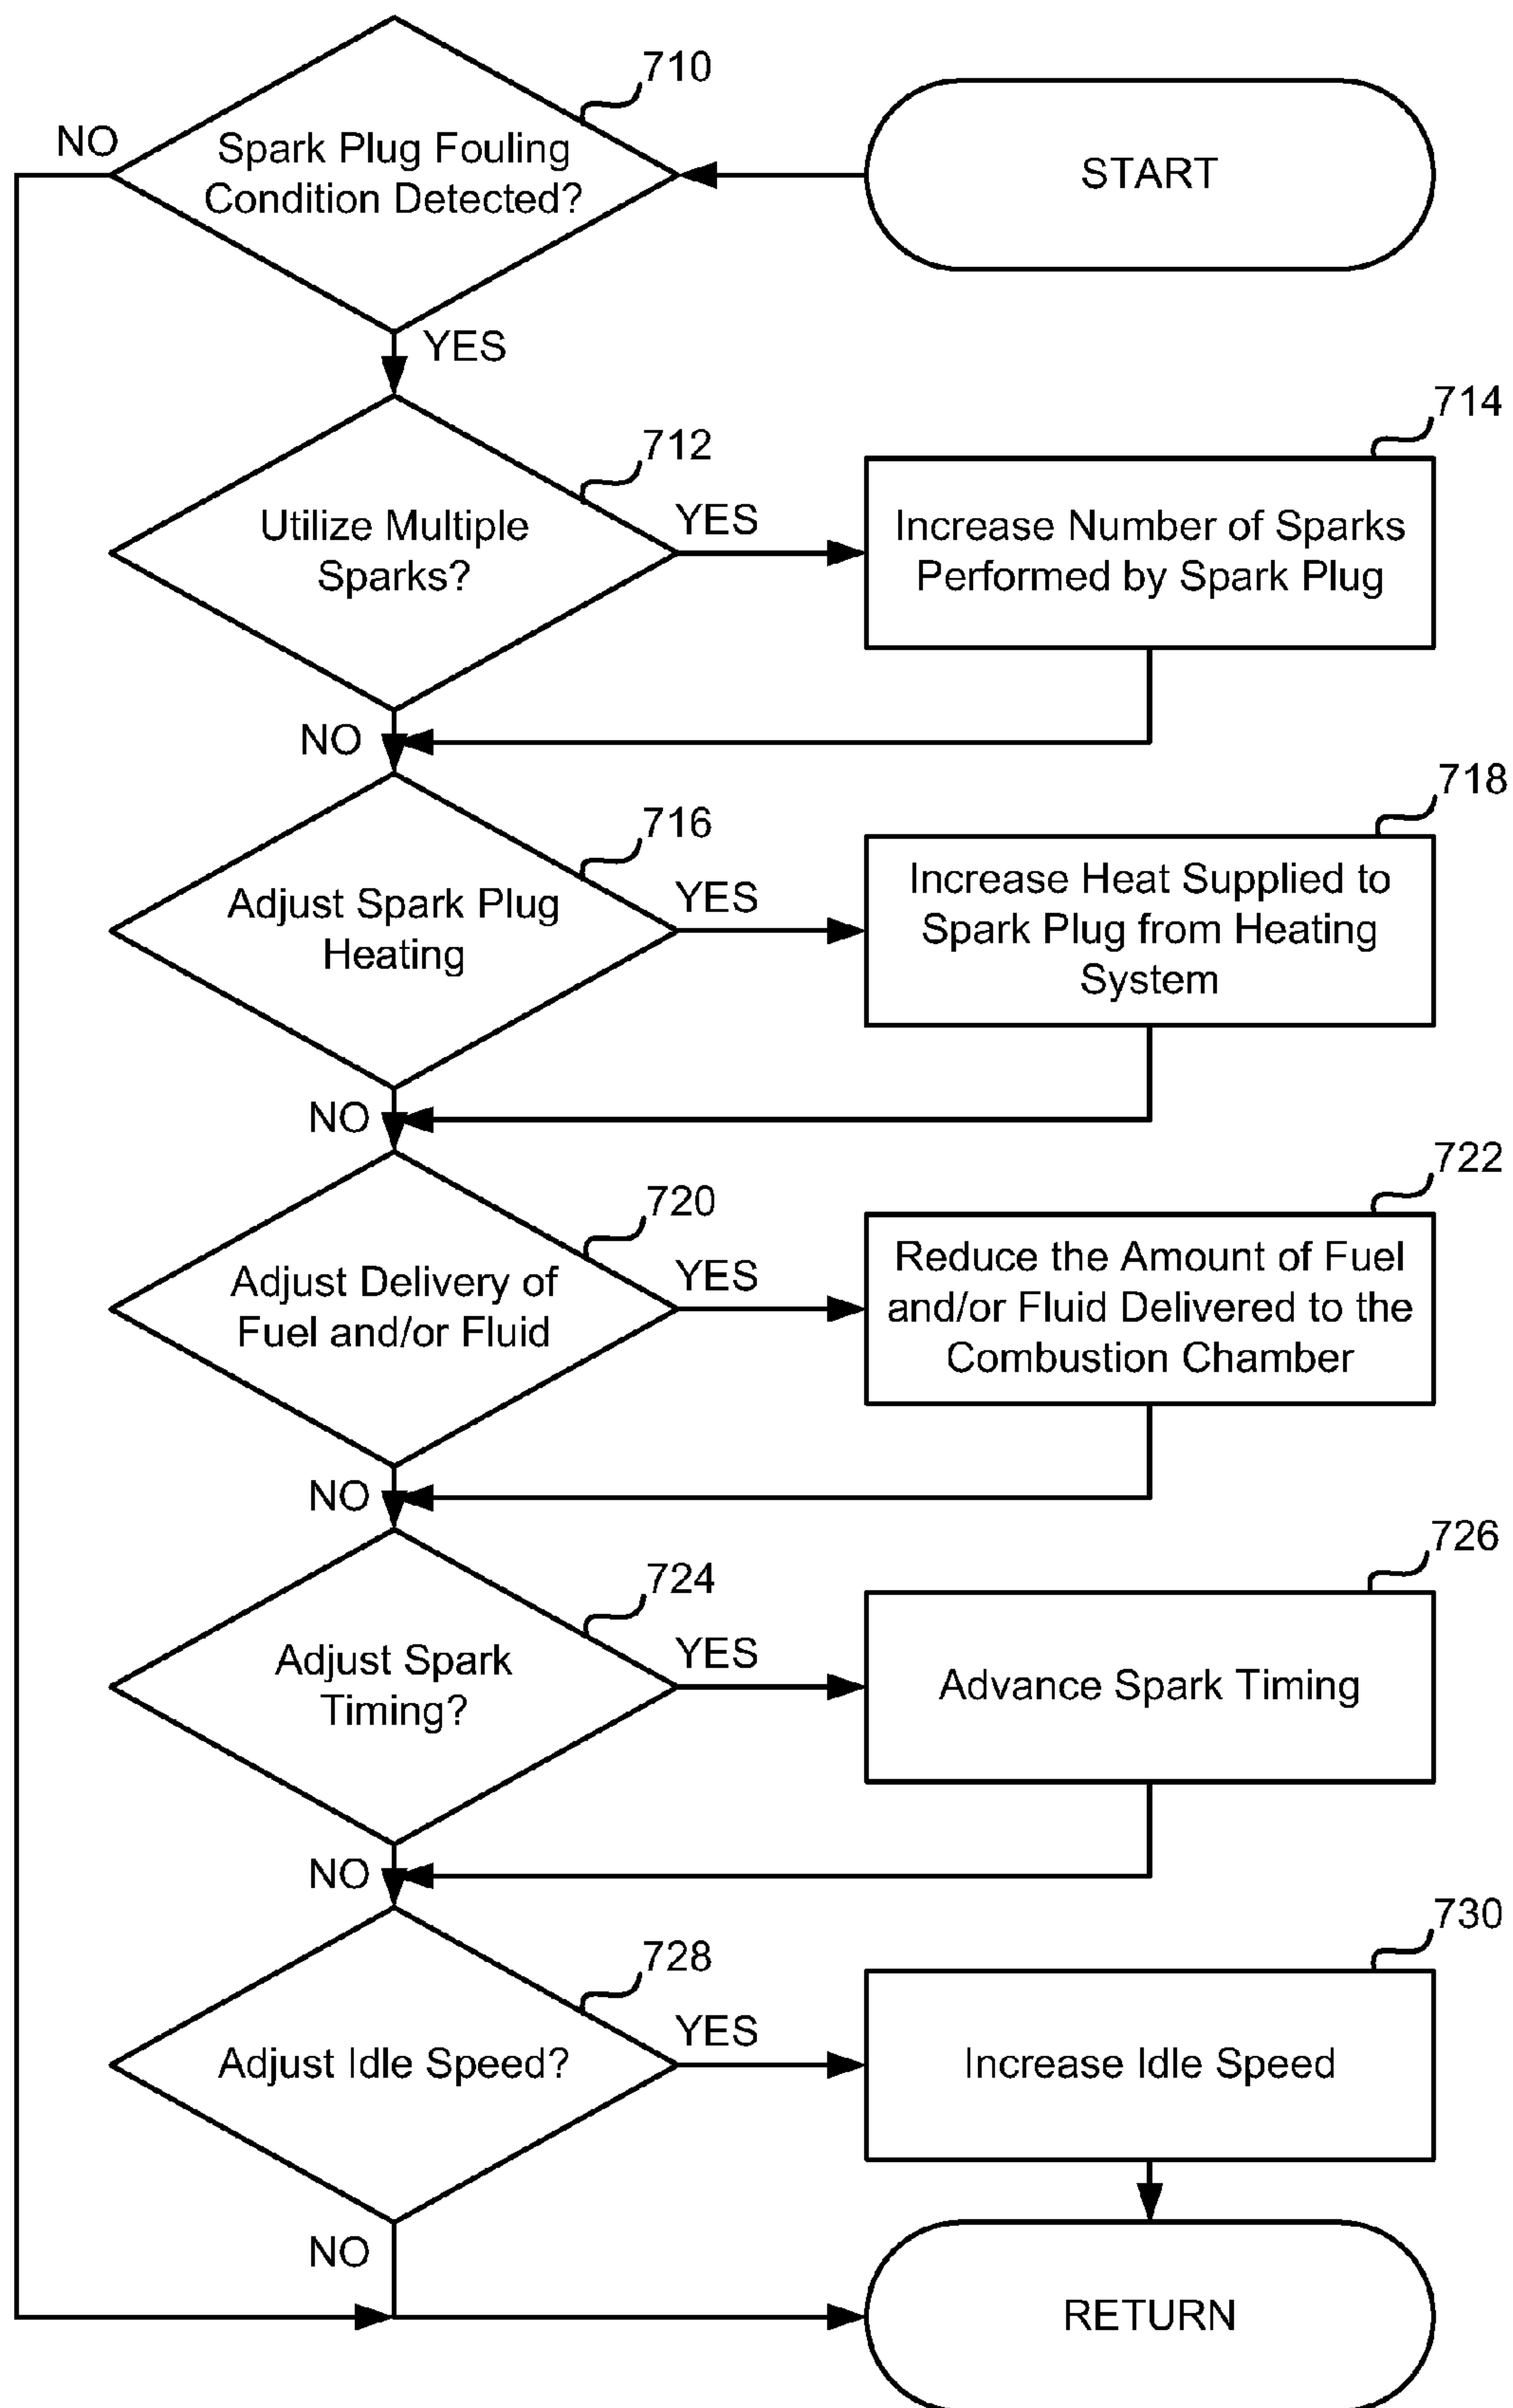 710
NO
Spark Plug Fouling
Condition Detected?
START
YES
712
714
Utilize Multiple
Sparks?
YES
Increase Number of Sparks
Performed by Spark Plug
NO
716
718
Adjust Spark Plug
Heating
YES
Increase Heat Supplied to
Spark Plug from Heating
System
NO
720
722
Adjust Delivery of
Fuel and/or Fluid
YES
Reduce the Amount of Fuel
and/or Fluid Delivered to the
Combustion Chamber
NO
724
726
Adjust Spark
Timing?
YES
Advance Spark Timing
NO
728
730
Adjust Idle Speed?
YES
Increase Idle Speed
NO
RETURN